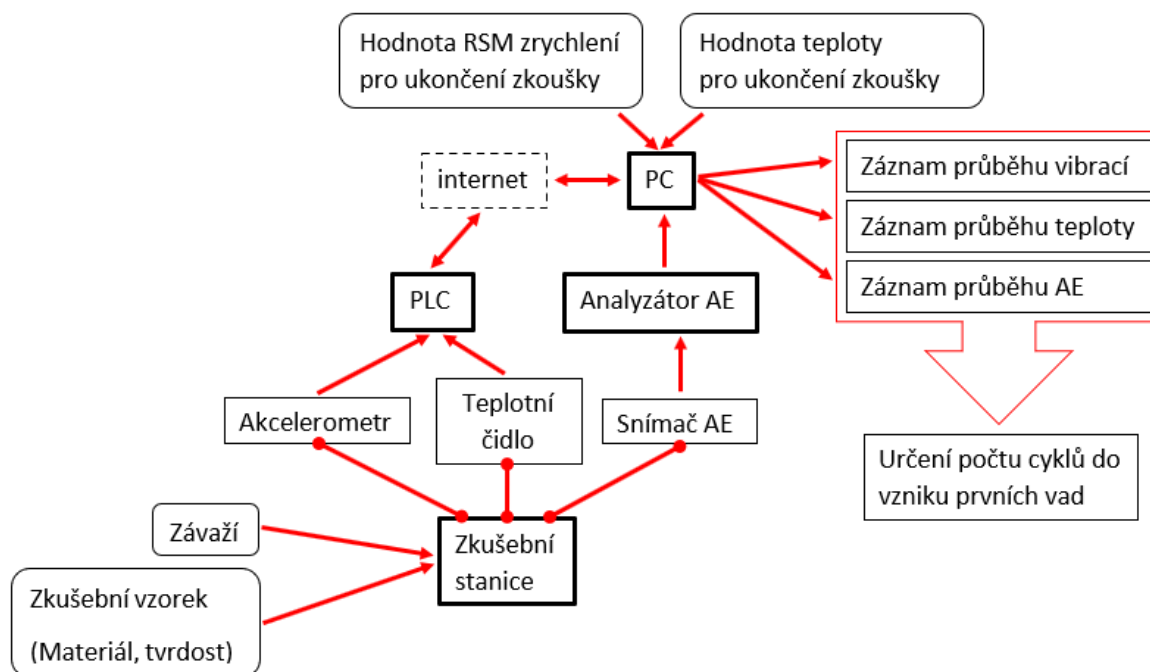 Hodnota RSM zrychlení
pro ukončení zkoušky
Hodnota teploty
pro ukončení zkoušky
internet
PC
Záznam průběhu vibrací
Záznam průběhu teploty
Záznam průběhu AE
PLC
Analyzátor AE
Akcelerometr
Teplotní
čidlo
Snímač AE
Určení počtu cyklů do
vzniku prvních vad
Závaží
Zkušební
stanice
Zkušební vzorek
(Materiál, tvrdost)